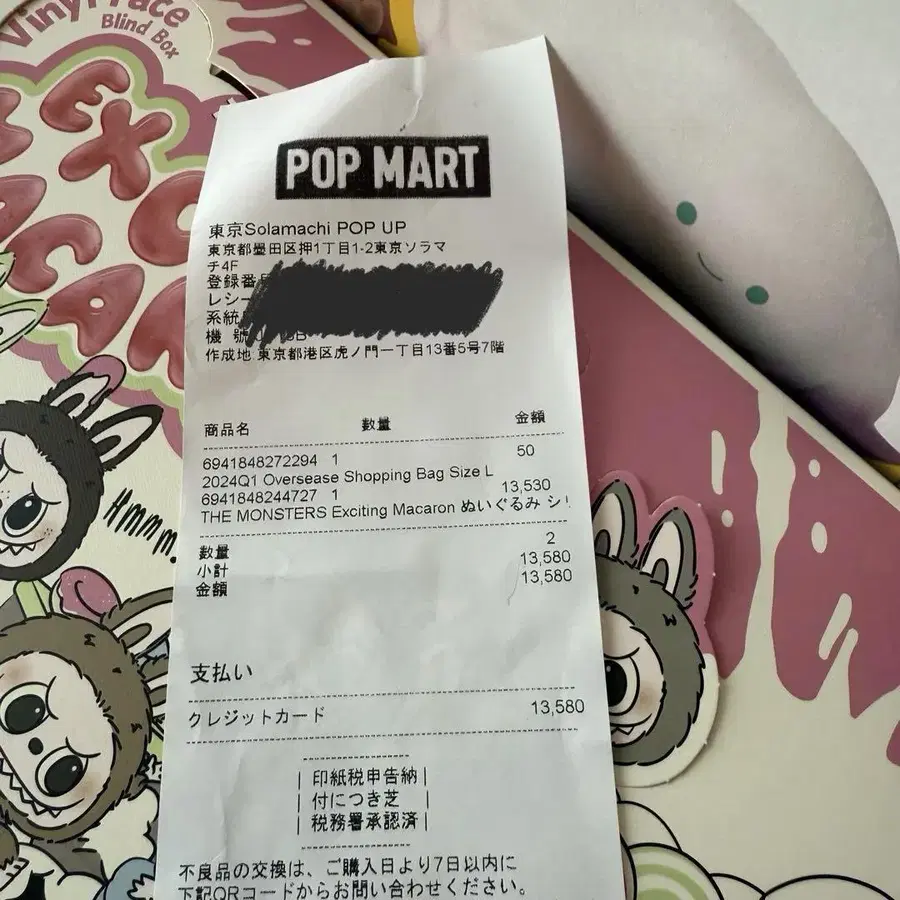 Vinyl Face
Blind Box
EXC
MACAR
Hmmm.
POP MART
東京Solamachi POP UP
東京都墨田区押1丁目1-2東京ソラマ
チ4F
登録番
レシー
系統
機 號
作成地:東京都港区虎ノ門一丁目13番5号7階
商品名 数量 金額
6941848272294 1 50
2024Q1 Oversease Shopping Bag Size L
6941848244727 1 13,530
THE MONSTERS Exciting Macaron ぬいぐるみ シリ
数量 2
小計 13,580
金額 13,580
支払い
クレジットカード 13,580
印紙税申告納
付につき芝
税務署承認済
不良品の交換は、ご購入日より7日以内に
下記QRコードからお問い合わせください。